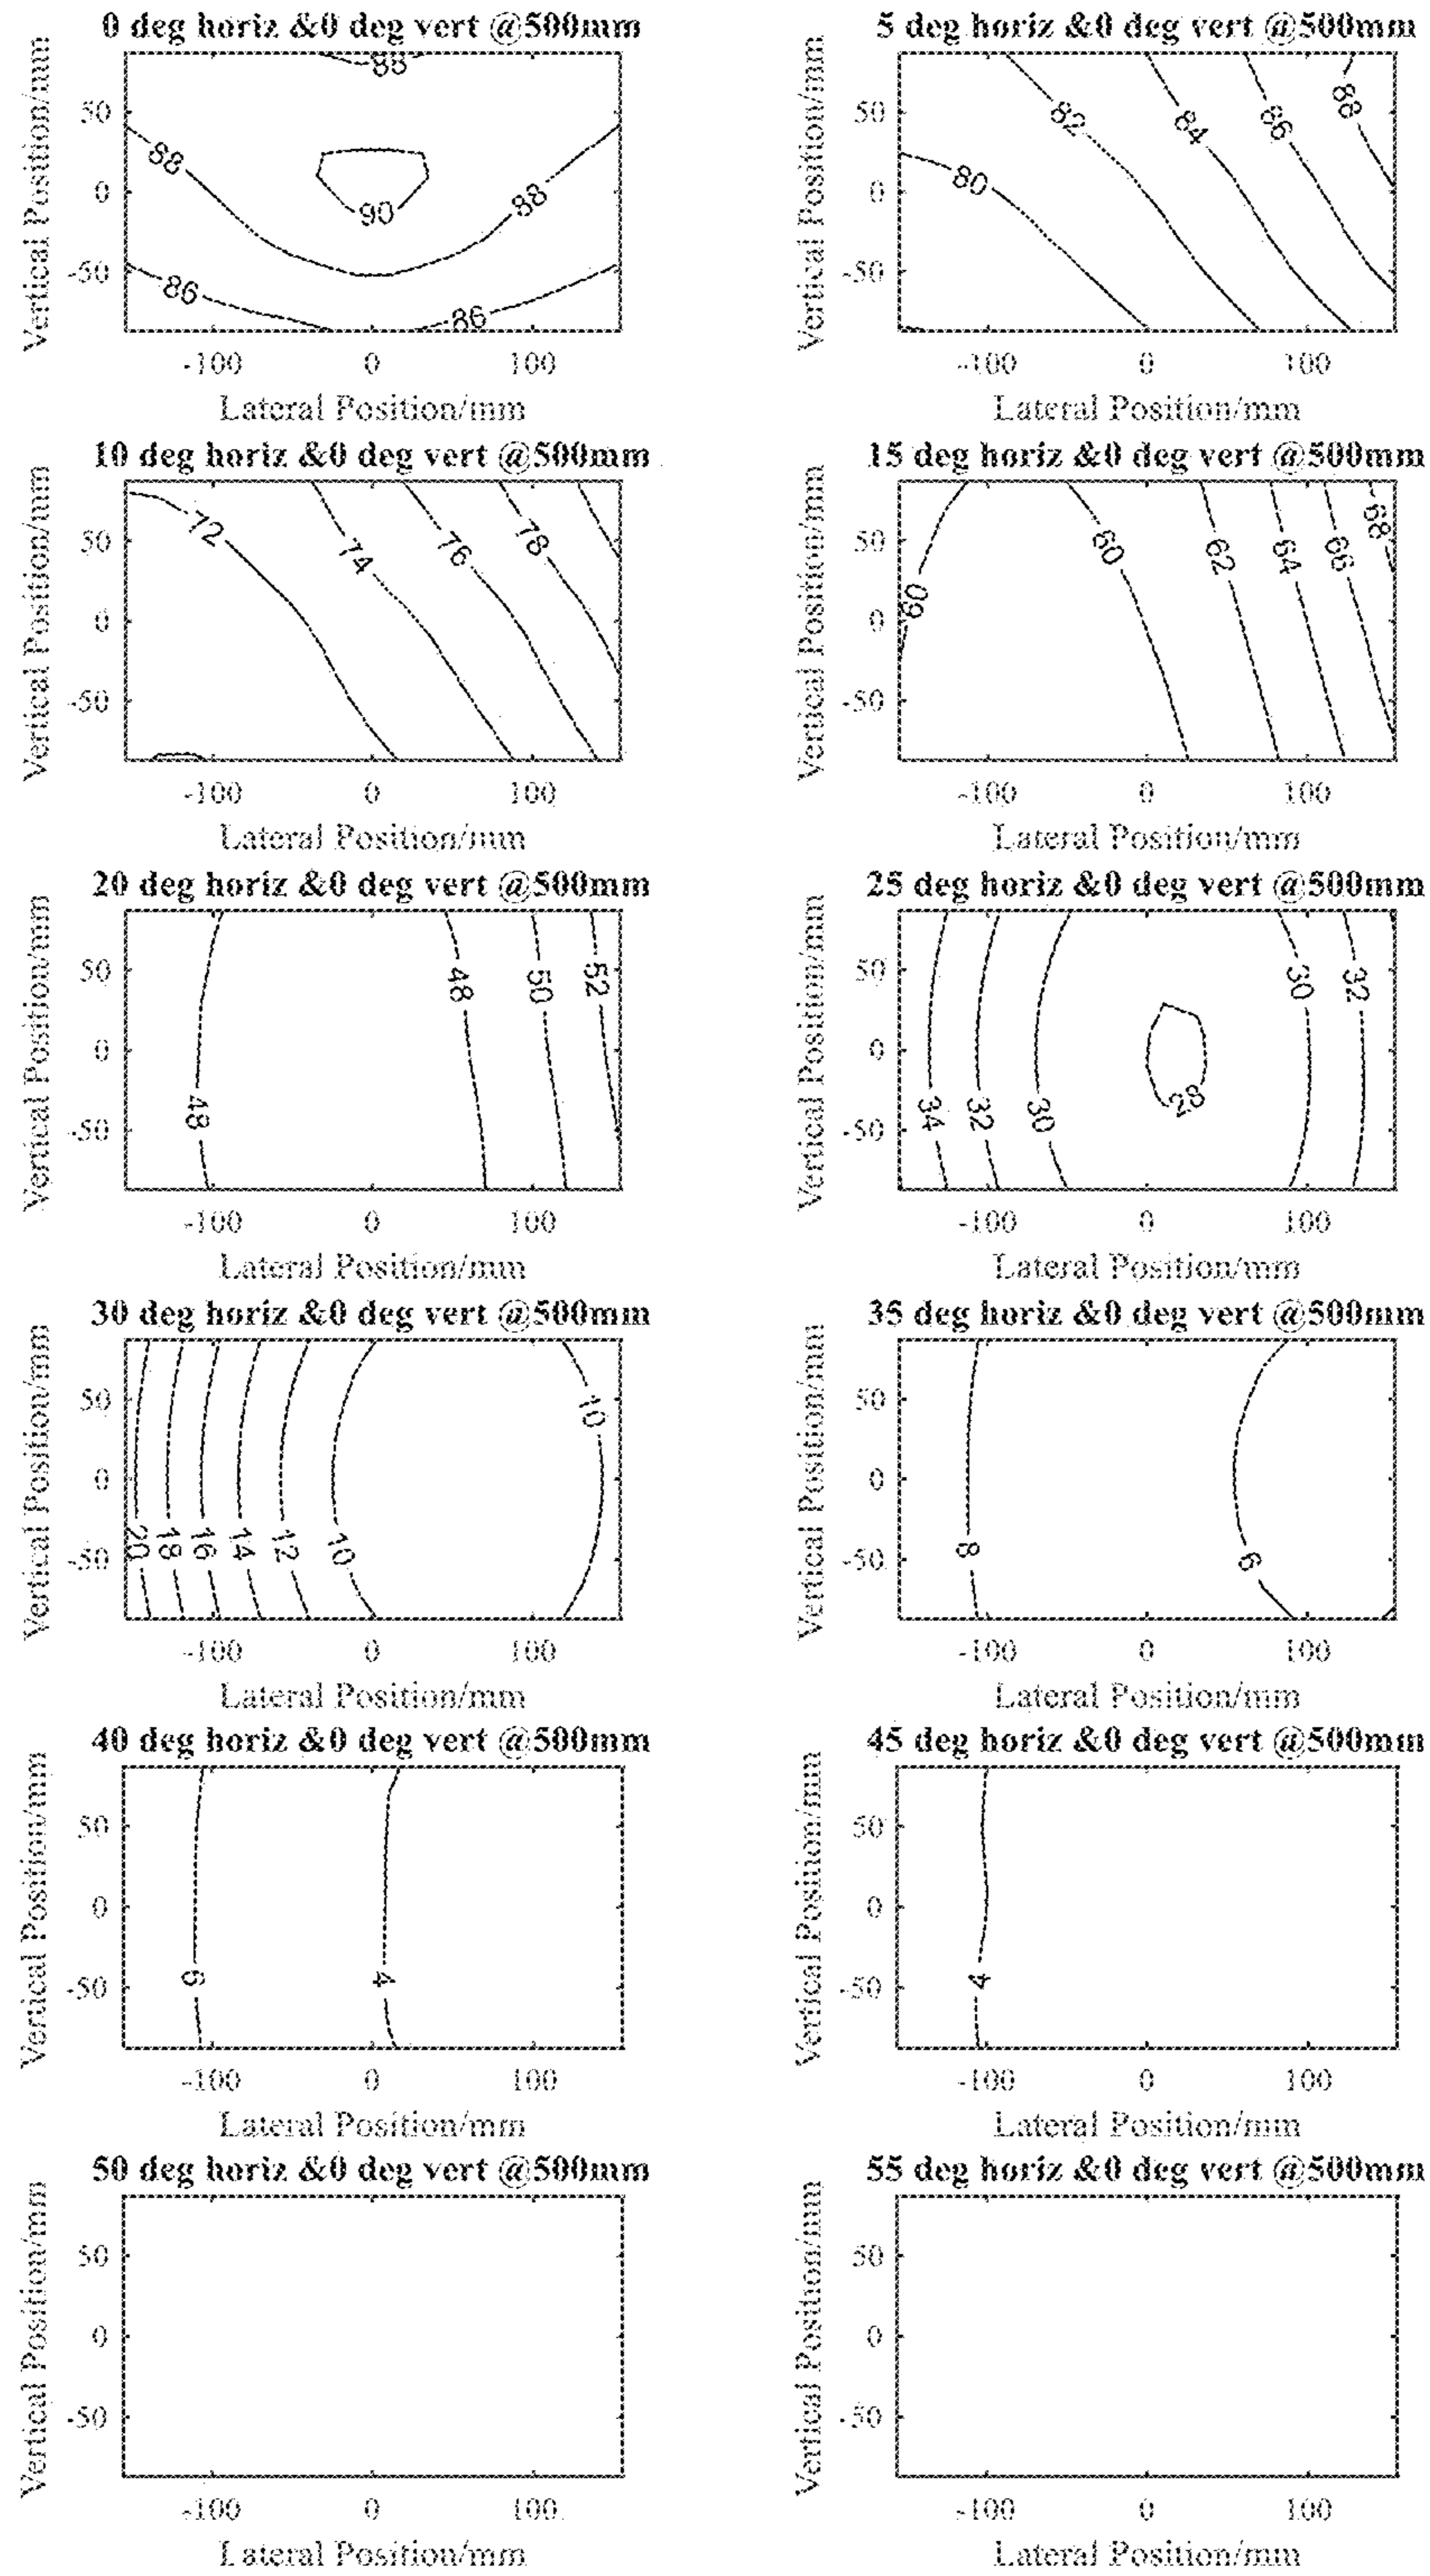 0 deg horiz &0 deg vert @500mm
Vertical Position/mm
50
0
-50
88
88
88
90
86
86
-100 0 100
Lateral Position/mm
5 deg horiz &0 deg vert @500mm
Vertical Position/mm
50
0
-50
80
82
84
86
88
-100 0 100
Lateral Position/mm
10 deg horiz &0 deg vert @500mm
Vertical Position/mm
50
0
-50
72
74
76
78
-100 0 100
Lateral Position/mm
15 deg horiz &0 deg vert @500mm
Vertical Position/mm
50
0
-50
60
60
62
64
66
68
-100 0 100
Lateral Position/mm
20 deg horiz &0 deg vert @500mm
Vertical Position/mm
50
0
-50
48
48
50
52
-100 0 100
Lateral Position/mm
25 deg horiz &0 deg vert @500mm
Vertical Position/mm
50
0
-50
34
32
30
28
30
32
-100 0 100
Lateral Position/mm
30 deg horiz &0 deg vert @500mm
Vertical Position/mm
50
0
-50
20
18
16
14
12
10
10
-100 0 100
Lateral Position/mm
35 deg horiz &0 deg vert @500mm
Vertical Position/mm
50
0
-50
8
6
-100 0 100
Lateral Position/mm
40 deg horiz &0 deg vert @500mm
Vertical Position/mm
50
0
-50
6
4
-100 0 100
Lateral Position/mm
45 deg horiz &0 deg vert @500mm
Vertical Position/mm
50
0
-50
4
-100 0 100
Lateral Position/mm
50 deg horiz &0 deg vert @500mm
Vertical Position/mm
50
0
-50
-100 0 100
Lateral Position/mm
55 deg horiz &0 deg vert @500mm
Vertical Position/mm
50
0
-50
-100 0 100
Lateral Position/mm